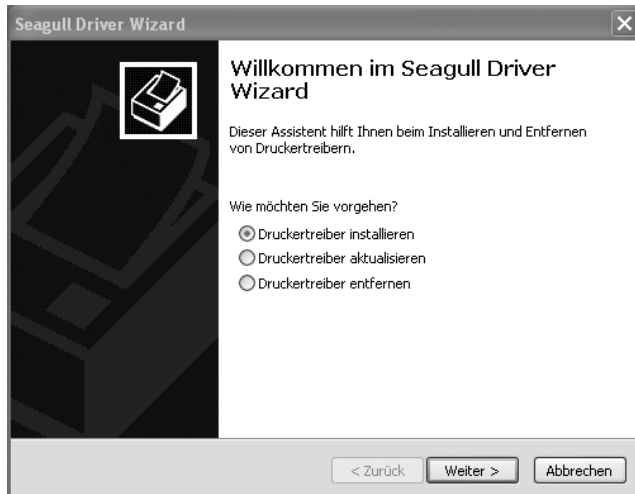 Seagull Driver Wizard
Willkommen im Seagull Driver
Wizard
Dieser Assistent hilft Ihnen beim Installieren und Entfernen
von Druckertreibern.
Wie möchten Sie vorgehen?
Druckertreiber installieren
Druckertreiber aktualisieren
Druckertreiber entfernen
< Zurück Weiter > Abbrechen